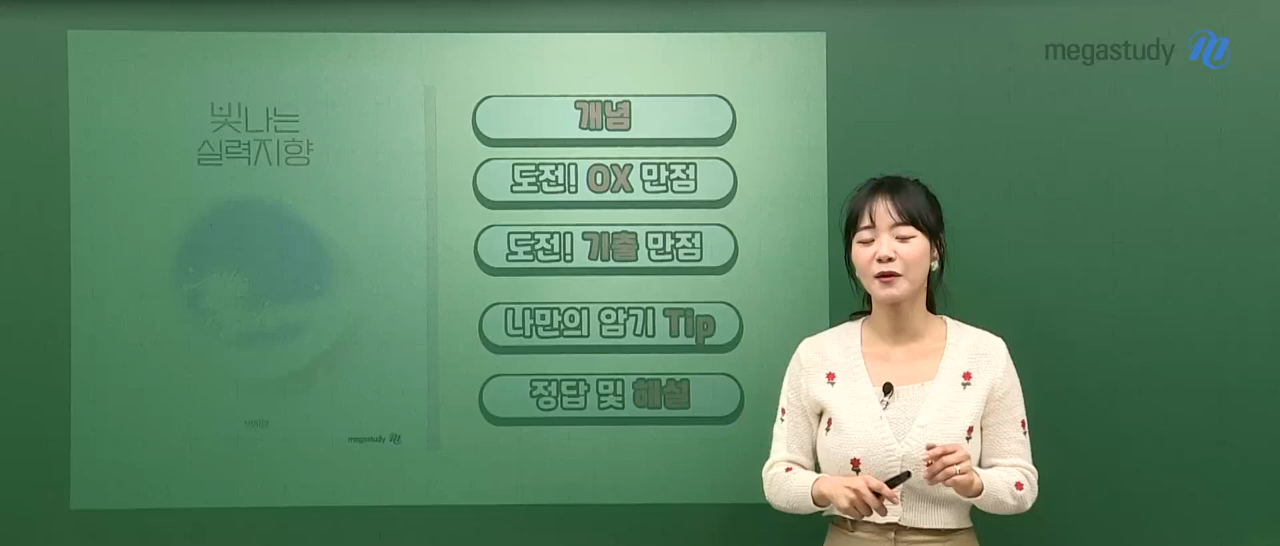 megastudy
빛나는
실력지향
megastudy
개념
도전! OX 만점
도전! 기출 만점
나만의 암기 Tip
정답 및 해설